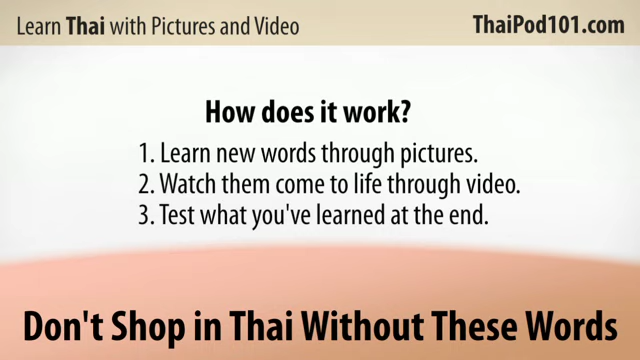 Learn Thai with Pictures and Video
ThaiPod101.com
How does it work?
1. Learn new words through pictures.
2. Watch them come to life through video.
3. Test what you've learned at the end.
Don't Shop in Thai Without These Words